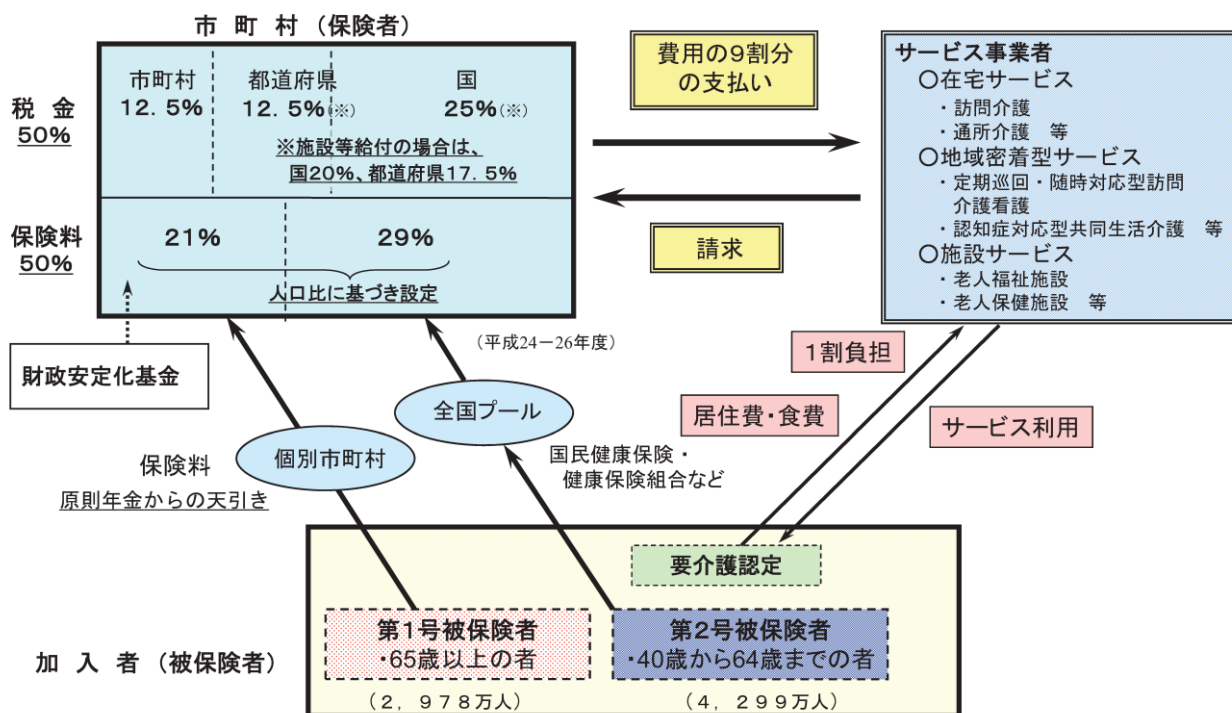 市 町 村（保険者）
税 金
50%
市町村
12.5%
都道府県
12.5%(※)
国
25%(※)
※施設等給付の場合は、
国20%、都道府県17.5%
保険料
50%
21%
29%
人口比に基づき設定
財政安定化基金
費用の9割分
の支払い
請求
サービス事業者
○在宅サービス
・訪問介護
・通所介護 等
○地域密着型サービス
・定期巡回・随時対応型訪問
介護看護
・認知症対応型共同生活介護 等
○施設サービス
・老人福祉施設
・老人保健施設 等
（平成24－26年度）
1割負担
居住費・食費
サービス利用
全国プール
国民健康保険・
健康保険組合など
個別市町村
保険料
原則年金からの天引き
要介護認定
加 入 者（被保険者）
第1号被保険者
・65歳以上の者
（2，978万人）
第2号被保険者
・40歳から64歳までの者
（4，299万人）